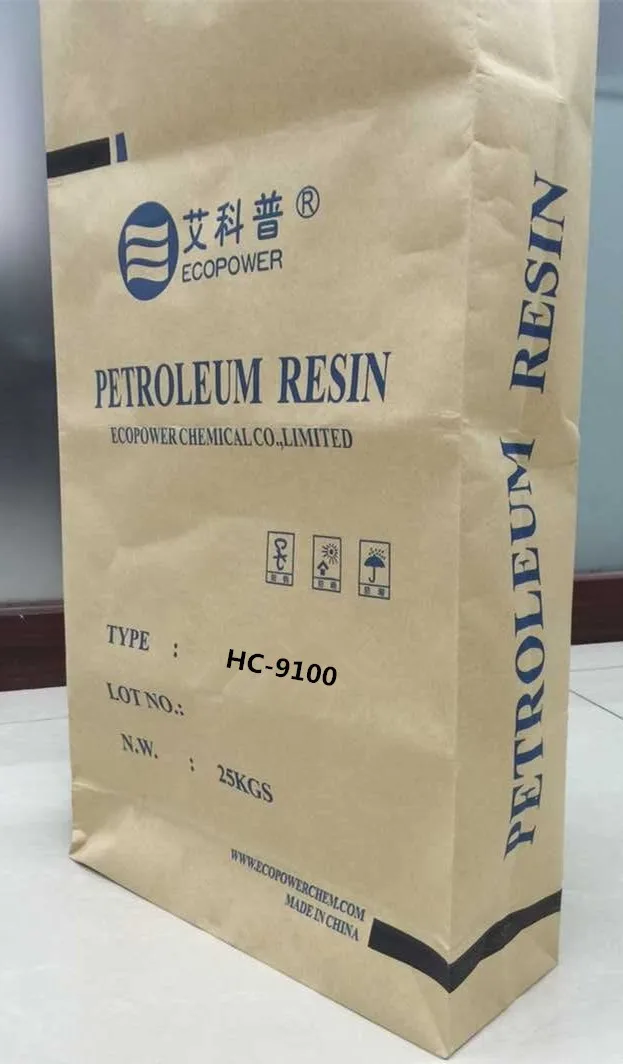 艾科普®
ECOPOWER
PETROLEUM RESIN
ECOPOWER CHEMICAL CO.,LIMITED
TYPE : HC-9100
LOT NO.:
N.W. : 25KGS
WWW.ECOPOWERCHEM.COM
MADE IN CHINA
PETROLEUM RESIN